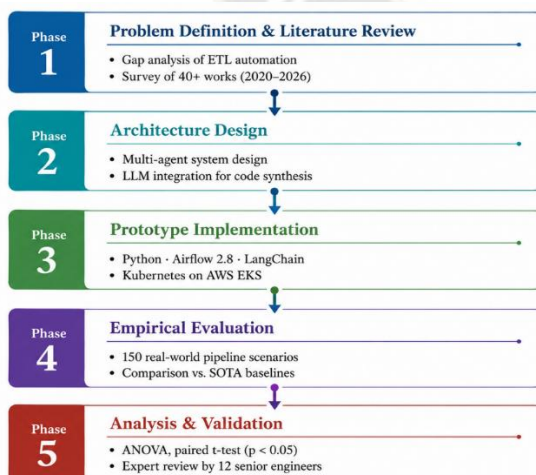 Phase
1
Problem Definition & Literature Review
• Gap analysis of ETL automation
• Survey of 40+ works (2020–2026)
Phase
2
Architecture Design
• Multi-agent system design
• LLM integration for code synthesis
Phase
3
Prototype Implementation
• Python · Airflow 2.8 · LangChain
• Kubernetes on AWS EKS
Phase
4
Empirical Evaluation
• 150 real-world pipeline scenarios
• Comparison vs. SOTA baselines
Phase
5
Analysis & Validation
• ANOVA, paired t-test (p < 0.05)
• Expert review by 12 senior engineers